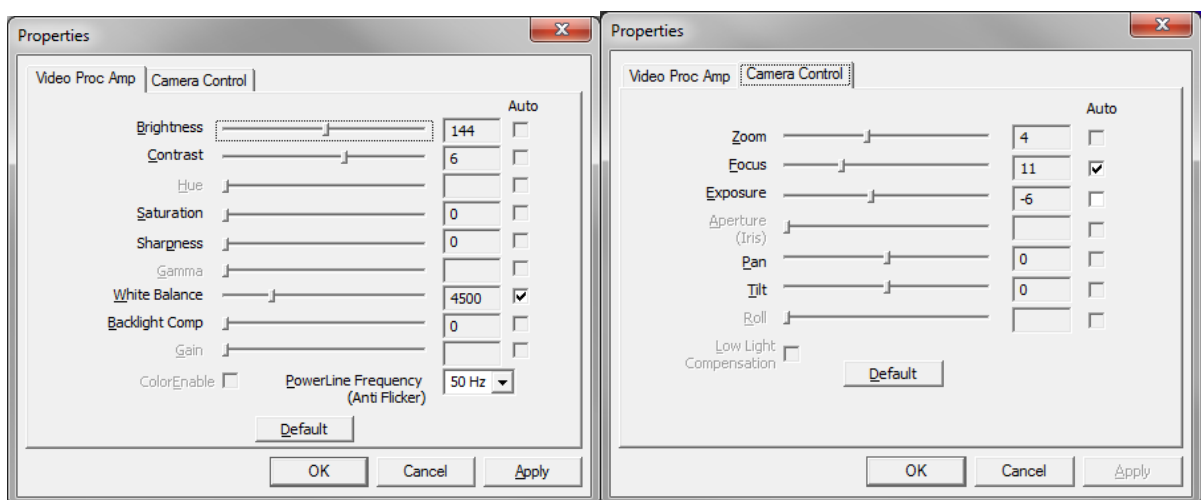 Properties
Video Proc Amp Camera Control
Auto
Brightness 144
Contrast 6
Hue
Saturation 0
Sharpness 0
Gamma
White Balance 4500
Backlight Comp 0
Gain
ColorEnable PowerLine Frequency 50 Hz
(Anti Flicker)
Default
OK Cancel Apply
Properties
Video Proc Amp Camera Control
Auto
Zoom 4
Focus 11
Exposure -6
Aperture
(Iris)
Pan 0
Tilt 0
Roll
Low Light
Compensation
Default
OK Cancel Apply